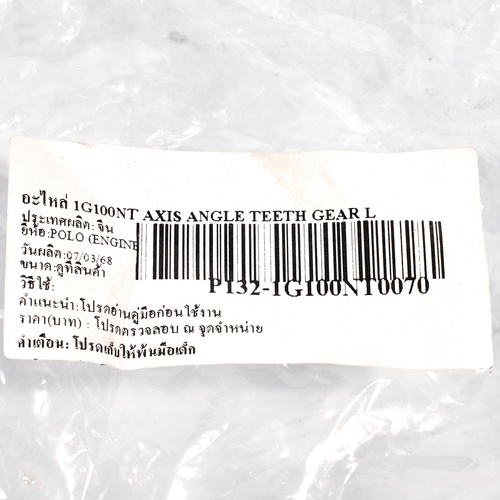 อะไหล่ 1G100NT AXIS ANGLE TEETH GEAR L
ประเทศผลิต: จีน
ยี่ห้อ: POLO (ENGINE
วันผลิต: 07/03/68
ขนาด: ดูที่สินค้า
P132-1G100NT0070
วิธีใช้:
คำแนะนำ: โปรดอ่านคู่มือก่อนใช้งาน
ราคา(บาท) : โปรดตรวจสอบ ณ จุดจำหน่าย
คำเตือน: โปรดเก็บให้พ้นมือเด็ก